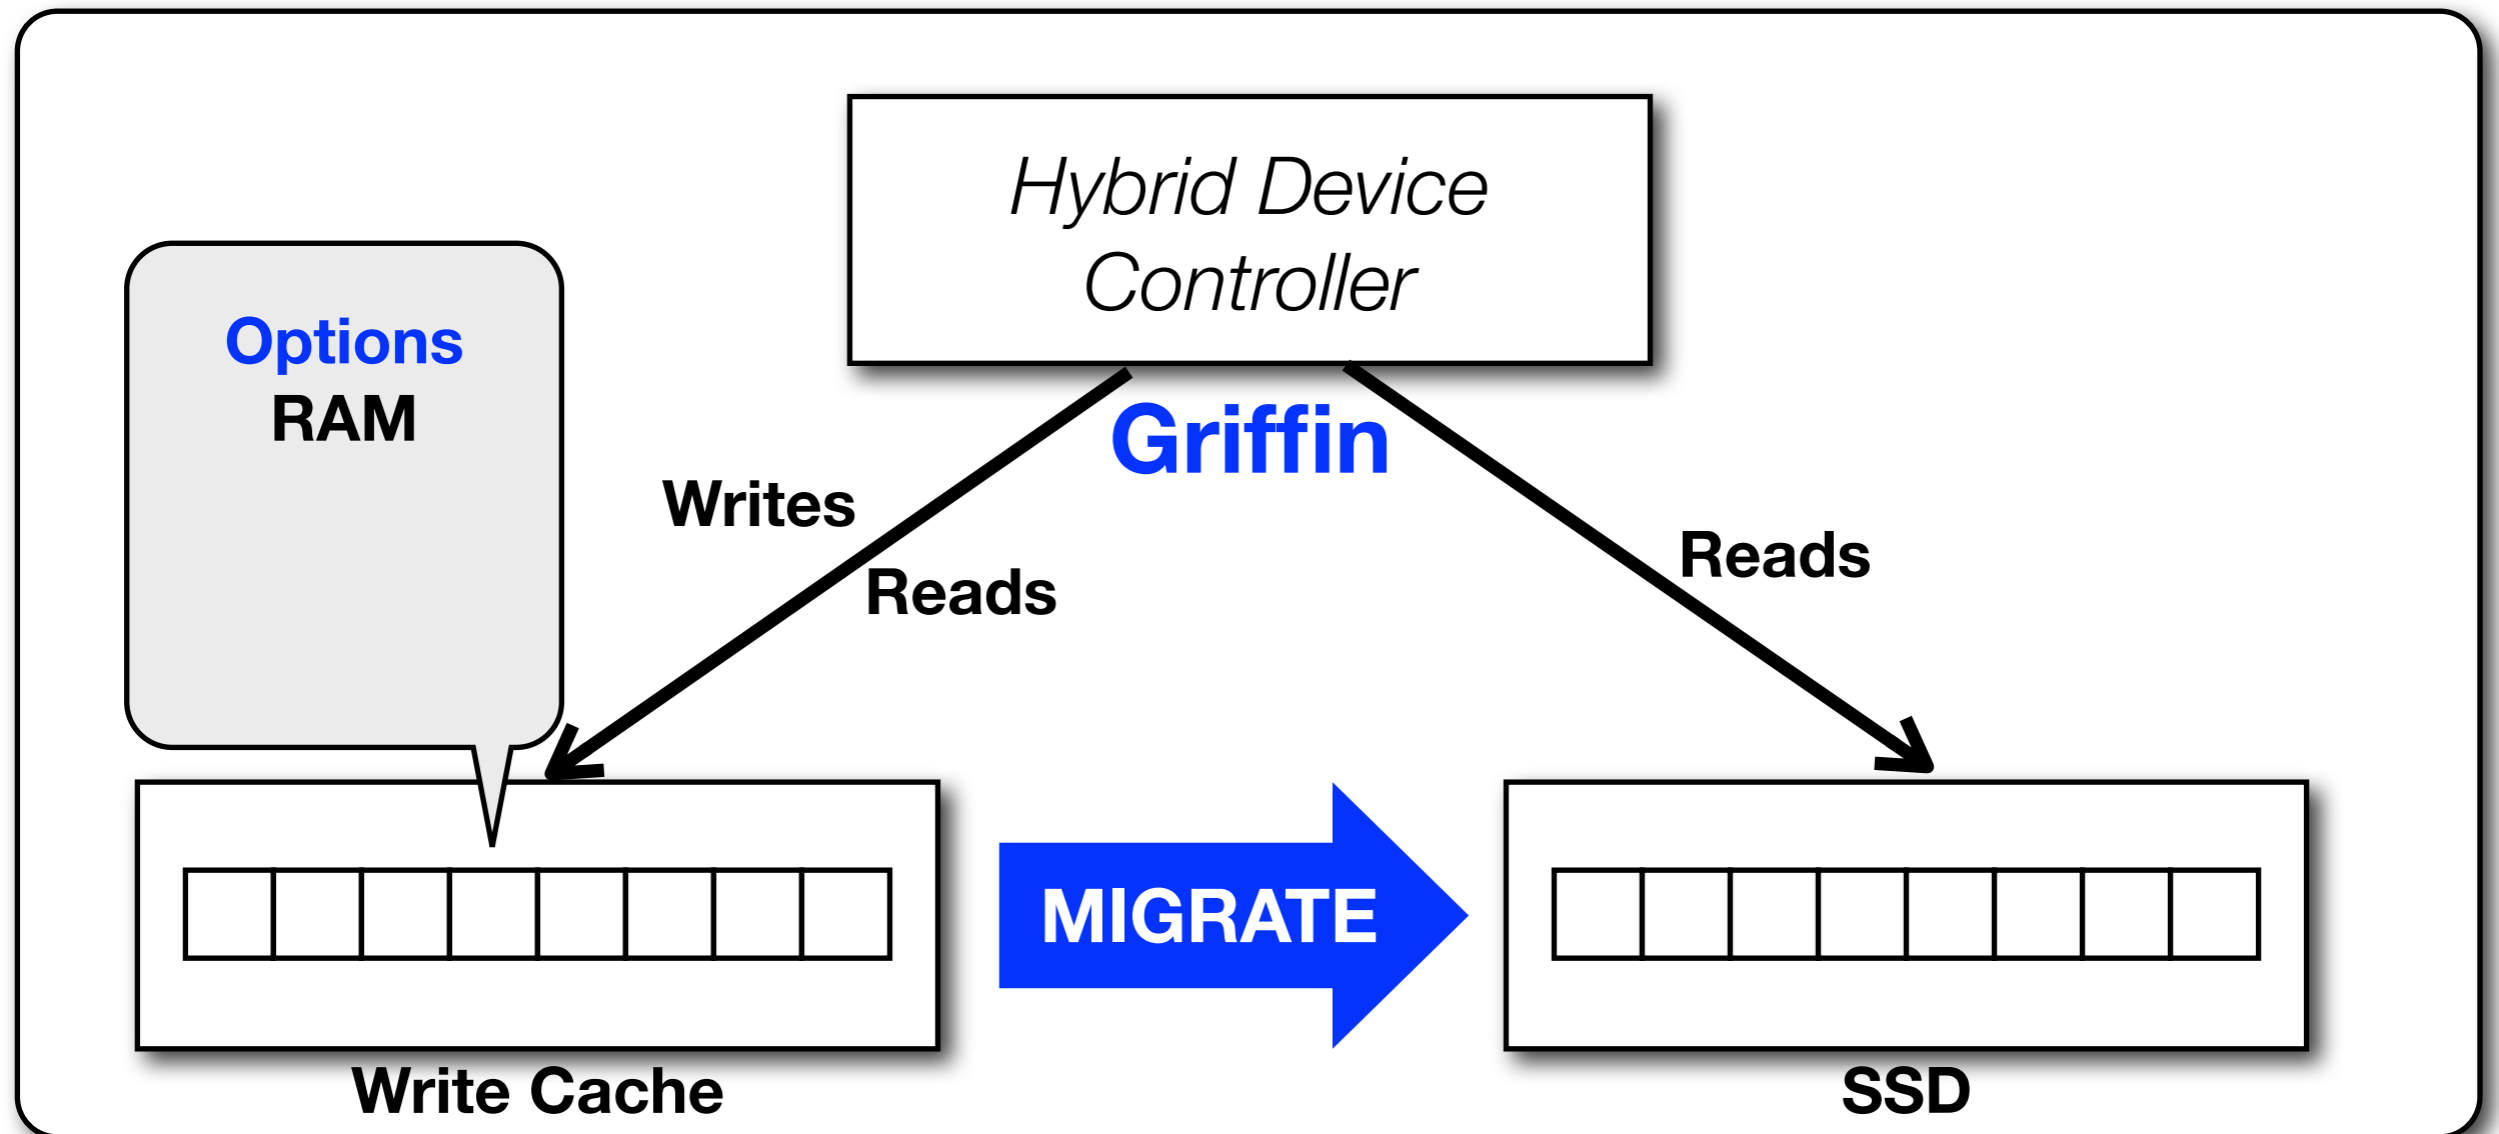 Hybrid Device
Controller
Options
RAM
Griffin
Writes
Reads
Reads
MIGRATE
Write Cache
SSD